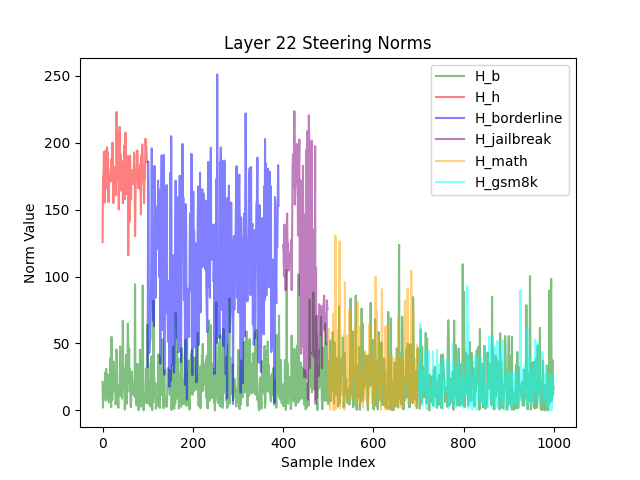 Layer 22 Steering Norms
250
200
150
100
50
0
Norm Value
0
200
400
600
800
1000
Sample Index
H_b
H_h
H_borderline
H_jailbreak
H_math
H_gsm8k